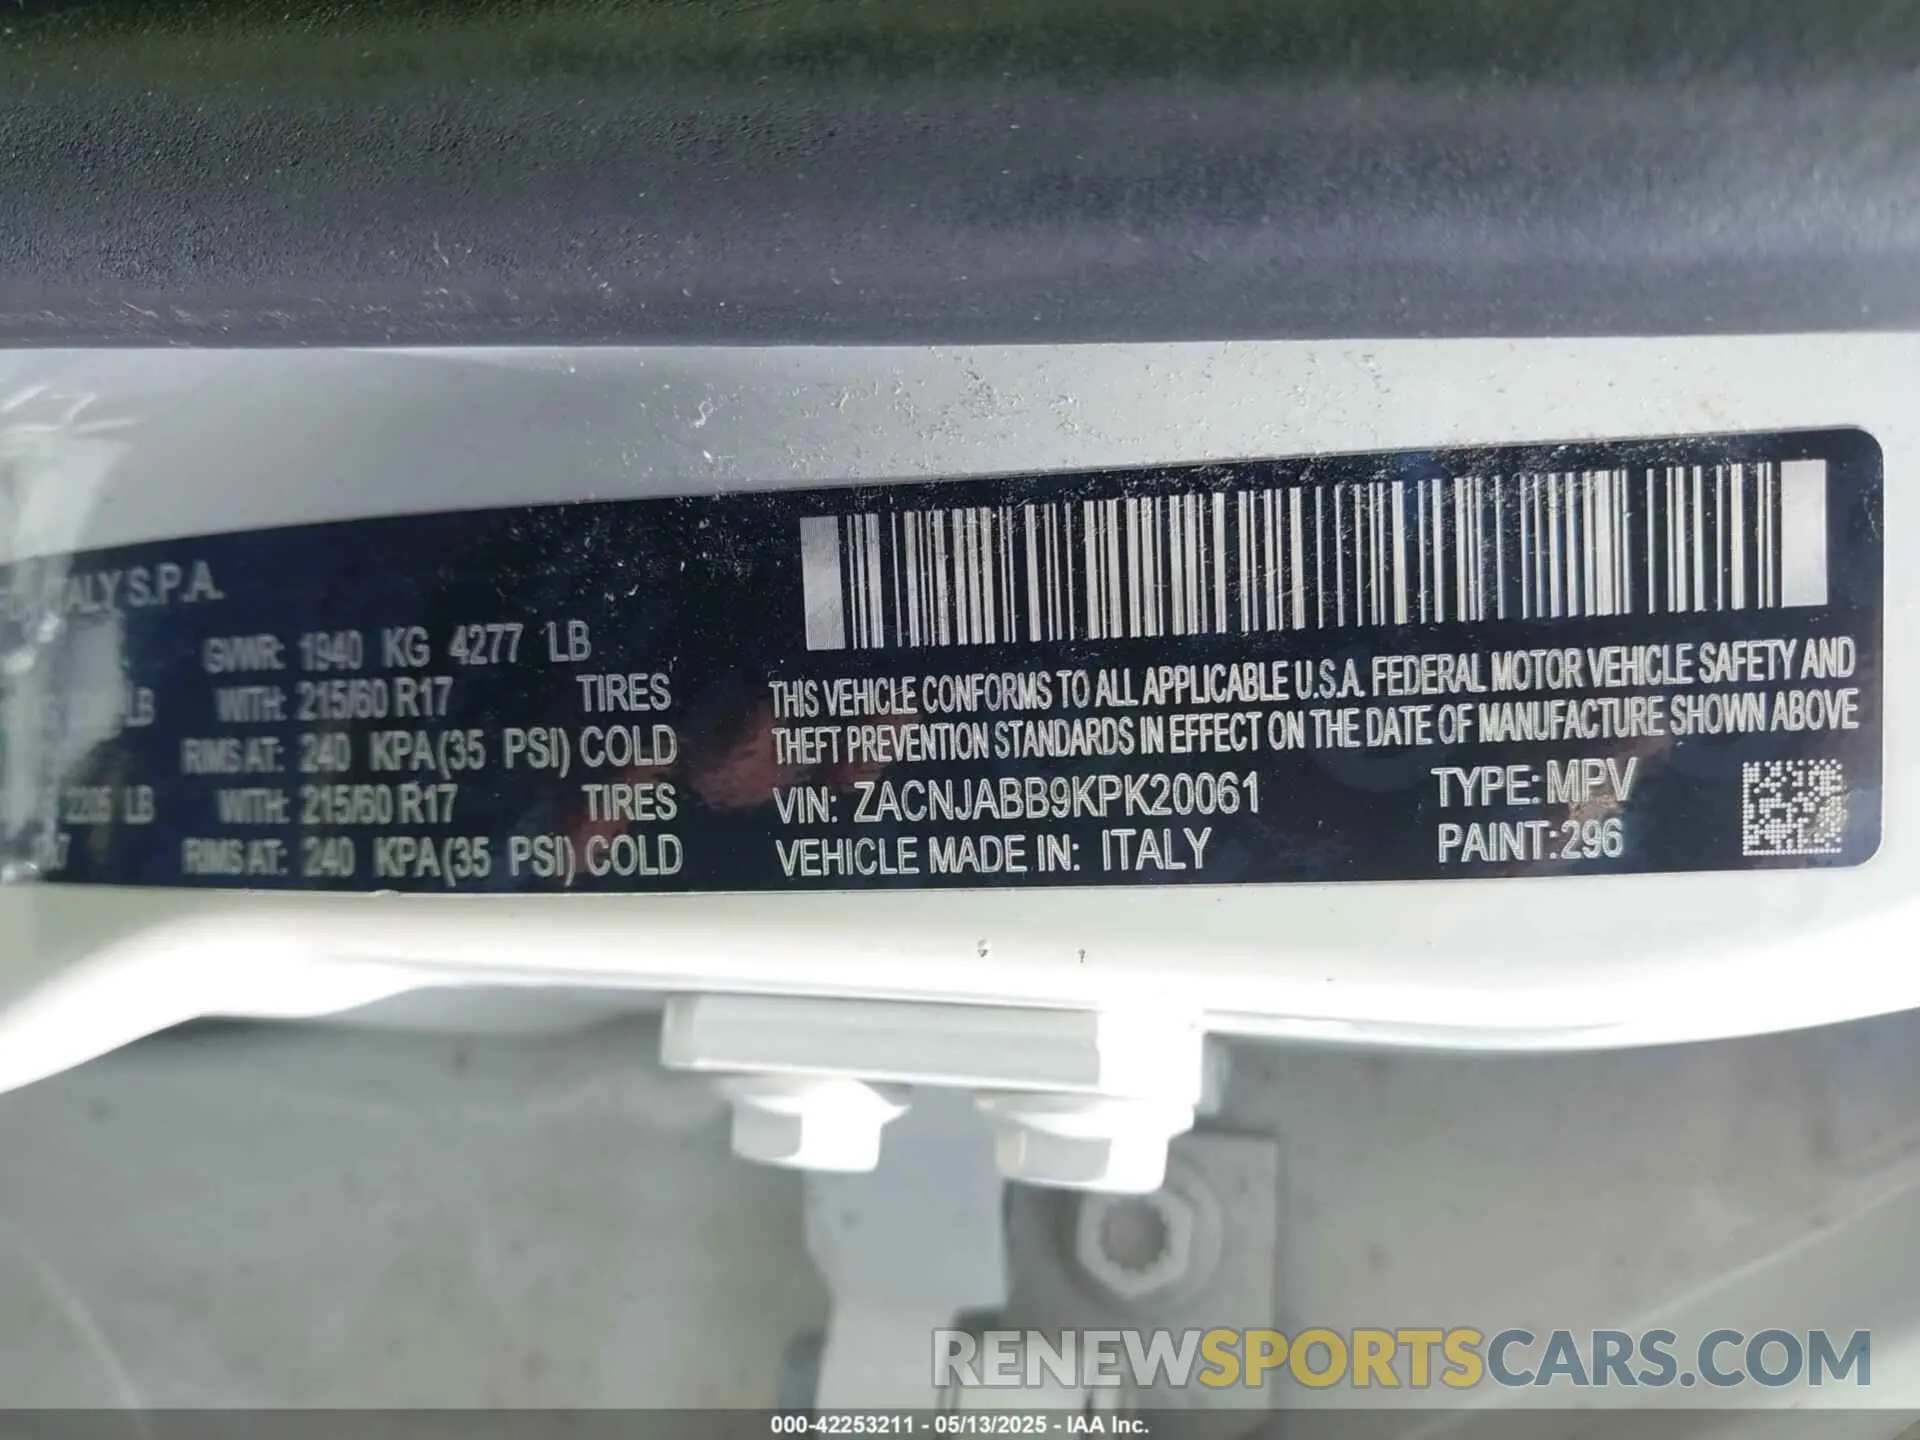 ITALY S.P.A.
GVWR: 1940 KG 4277 LB
LB WITH: 215/60 R17 TIRES
RIMS AT: 240 KPA(35 PSI) COLD
2205 LB WITH: 215/60 R17 TIRES
RIMS AT: 240 KPA(35 PSI) COLD
THIS VEHICLE CONFORMS TO ALL APPLICABLE U.S.A. FEDERAL MOTOR VEHICLE SAFETY AND
THEFT PREVENTION STANDARDS IN EFFECT ON THE DATE OF MANUFACTURE SHOWN ABOVE
VIN: ZACNJABB9KPK20061 TYPE: MPV
VEHICLE MADE IN: ITALY PAINT:296
RENEWSPORTSCARS.COM
000-42253211 - 05/13/2025 - IAA Inc.